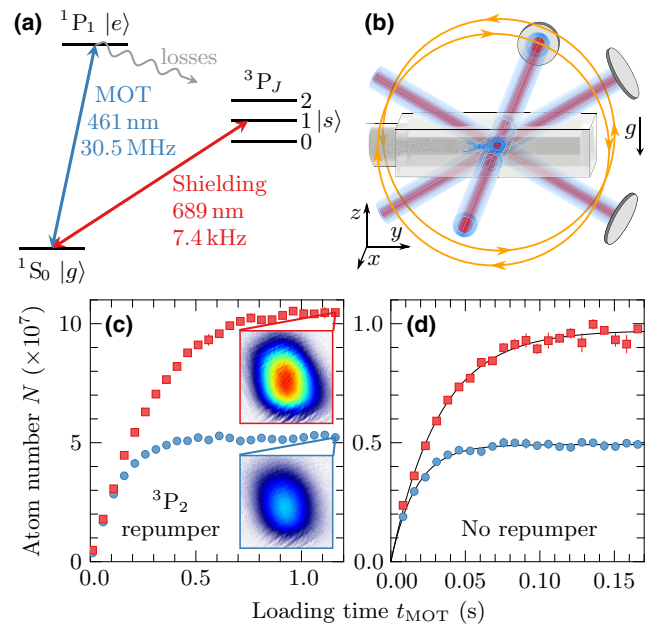 (a)
¹P₁ |e⟩
losses
MOT
461 nm
30.5 MHz
³P_J
2
1 |s⟩
0
Shielding
689 nm
7.4 kHz
¹S₀ |g⟩
(b)
g
z
y
x
Atom number N (×10⁷)
10
5
0
(c)
³P₂
repumper
0.0 0.5 1.0
(d)
1.0
0.5
0.0
No repumper
0.00 0.05 0.10 0.15
Loading time t_MOT (s)